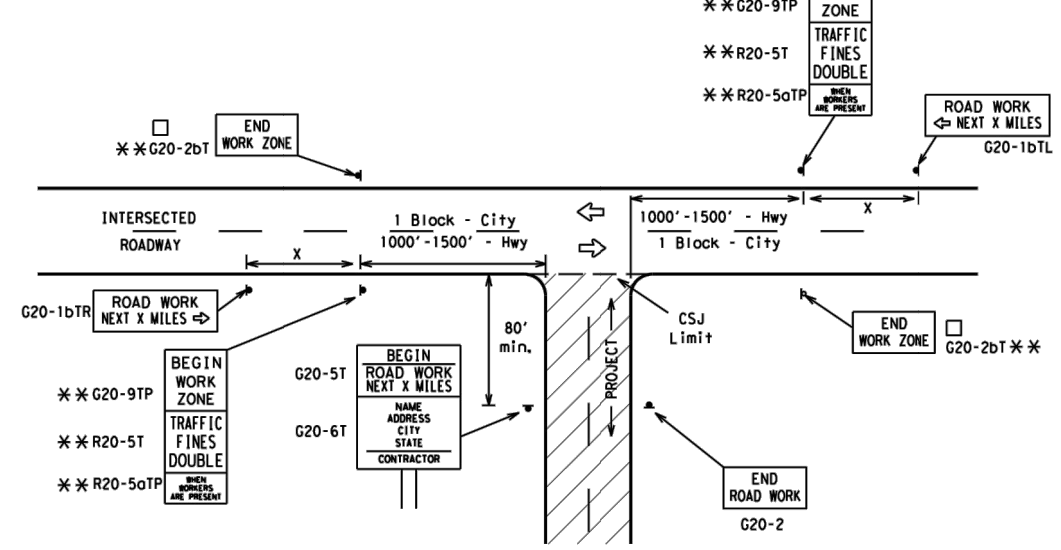 **G20-9TP
ZONE
**R20-5T
TRAFFIC
FINES
DOUBLE
**R20-5aTP
WHEN
WORKERS
ARE PRESENT
ROAD WORK
⇦ NEXT X MILES
G20-1bTL
END
WORK ZONE
**G20-2bT
INTERSECTED
ROADWAY
1 Block - City
1000'-1500' - Hwy
1000'-1500' - Hwy
1 Block - City
X
X
G20-1bTR
ROAD WORK
NEXT X MILES ⇨
80'
min.
CSJ
Limit
PROJECT
END
WORK ZONE
G20-2bT**
BEGIN
WORK
ZONE
**G20-9TP
TRAFFIC
FINES
DOUBLE
**R20-5T
WHEN
WORKERS
ARE PRESENT
**R20-5aTP
G20-5T
BEGIN
ROAD WORK
NEXT X MILES
G20-6T
NAME
ADDRESS
CITY
STATE
CONTRACTOR
END
ROAD WORK
G20-2